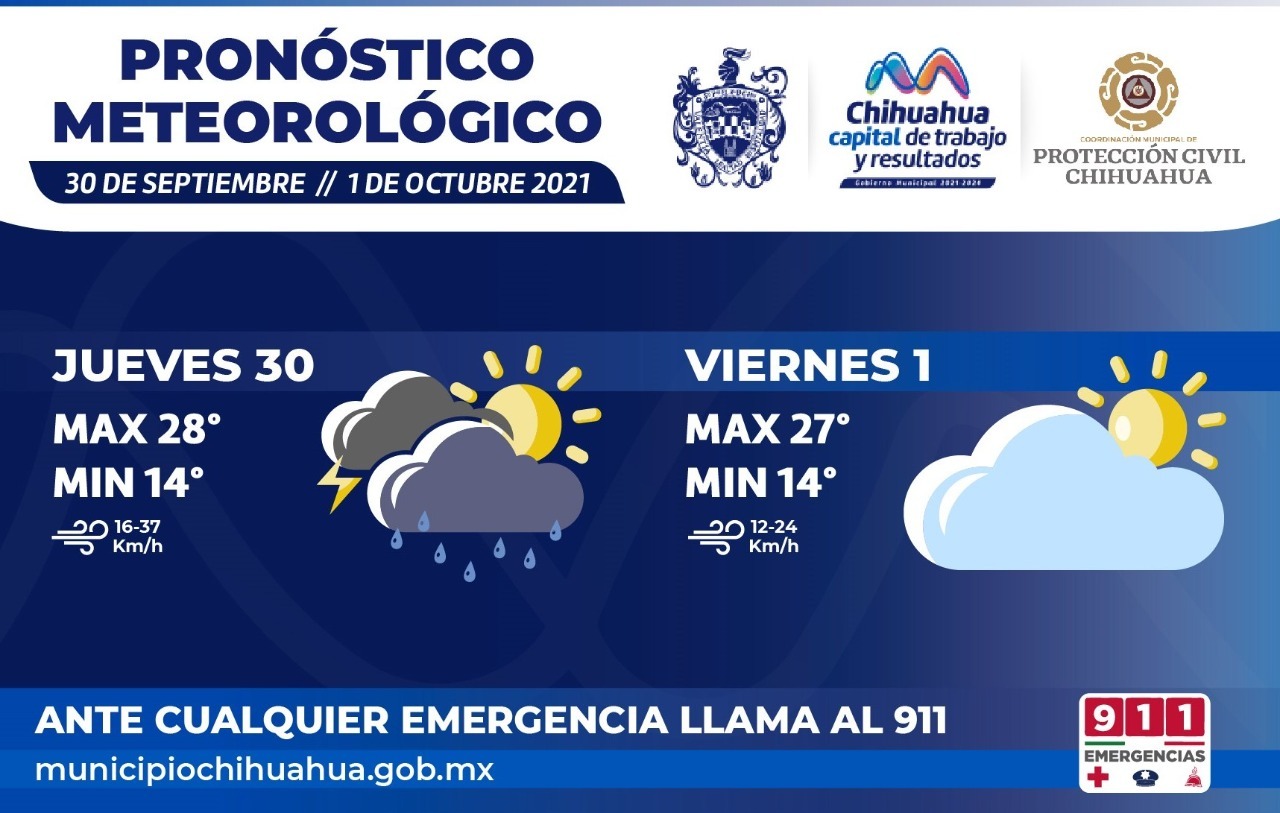 PRONÓSTICO
METEOROLÓGICO
30 DE SEPTIEMBRE // 1 DE OCTUBRE 2021
Chihuahua
capital de trabajo
y resultados
Gobierno Municipal 2021-2024
COORDINACIÓN MUNICIPAL DE
PROTECCIÓN CIVIL
CHIHUAHUA
JUEVES 30
MAX 28°
MIN 14°
16-37
Km/h
VIERNES 1
MAX 27°
MIN 14°
12-24
Km/h
ANTE CUALQUIER EMERGENCIA LLAMA AL 911
municipiochihuahua.gob.mx
911
EMERGENCIAS